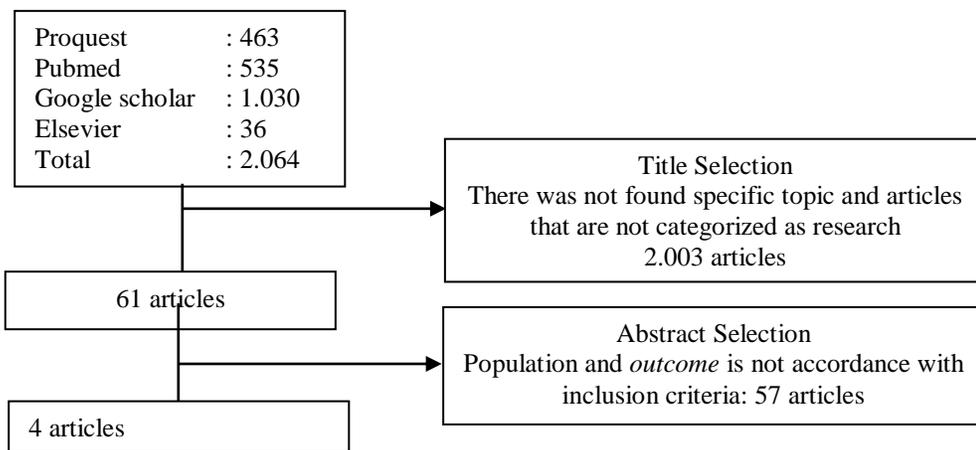 Proquest : 463
Pubmed : 535
Google scholar : 1.030
Elsevier : 36
Total : 2.064
Title Selection
There was not found specific topic and articles
that are not categorized as research
2.003 articles
61 articles
Abstract Selection
Population and outcome is not accordance with
inclusion criteria: 57 articles
4 articles